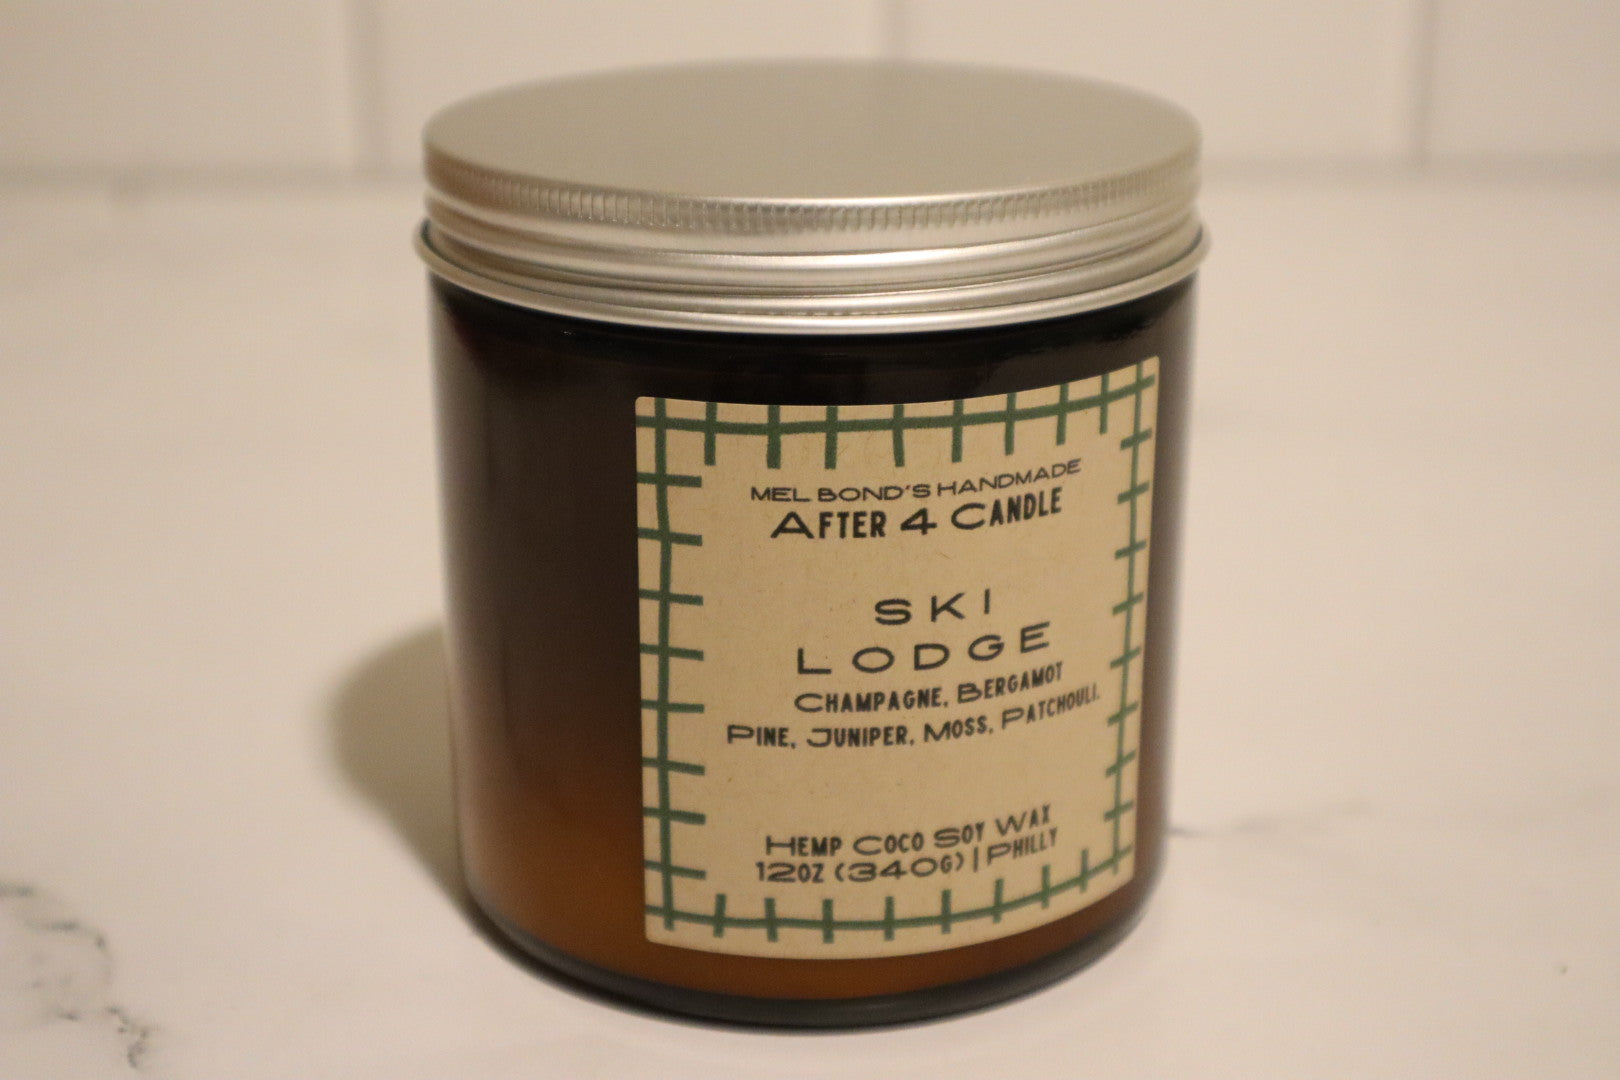 MEL BOND'S HANDMADE
AFTER 4 CANDLE
SKI
LODGE
CHAMPAGNE, BERGAMOT
PINE, JUNIPER, MOSS, PATCHOULI.
HEMP COCO SOY WAX
12OZ (340G) | PHILLY